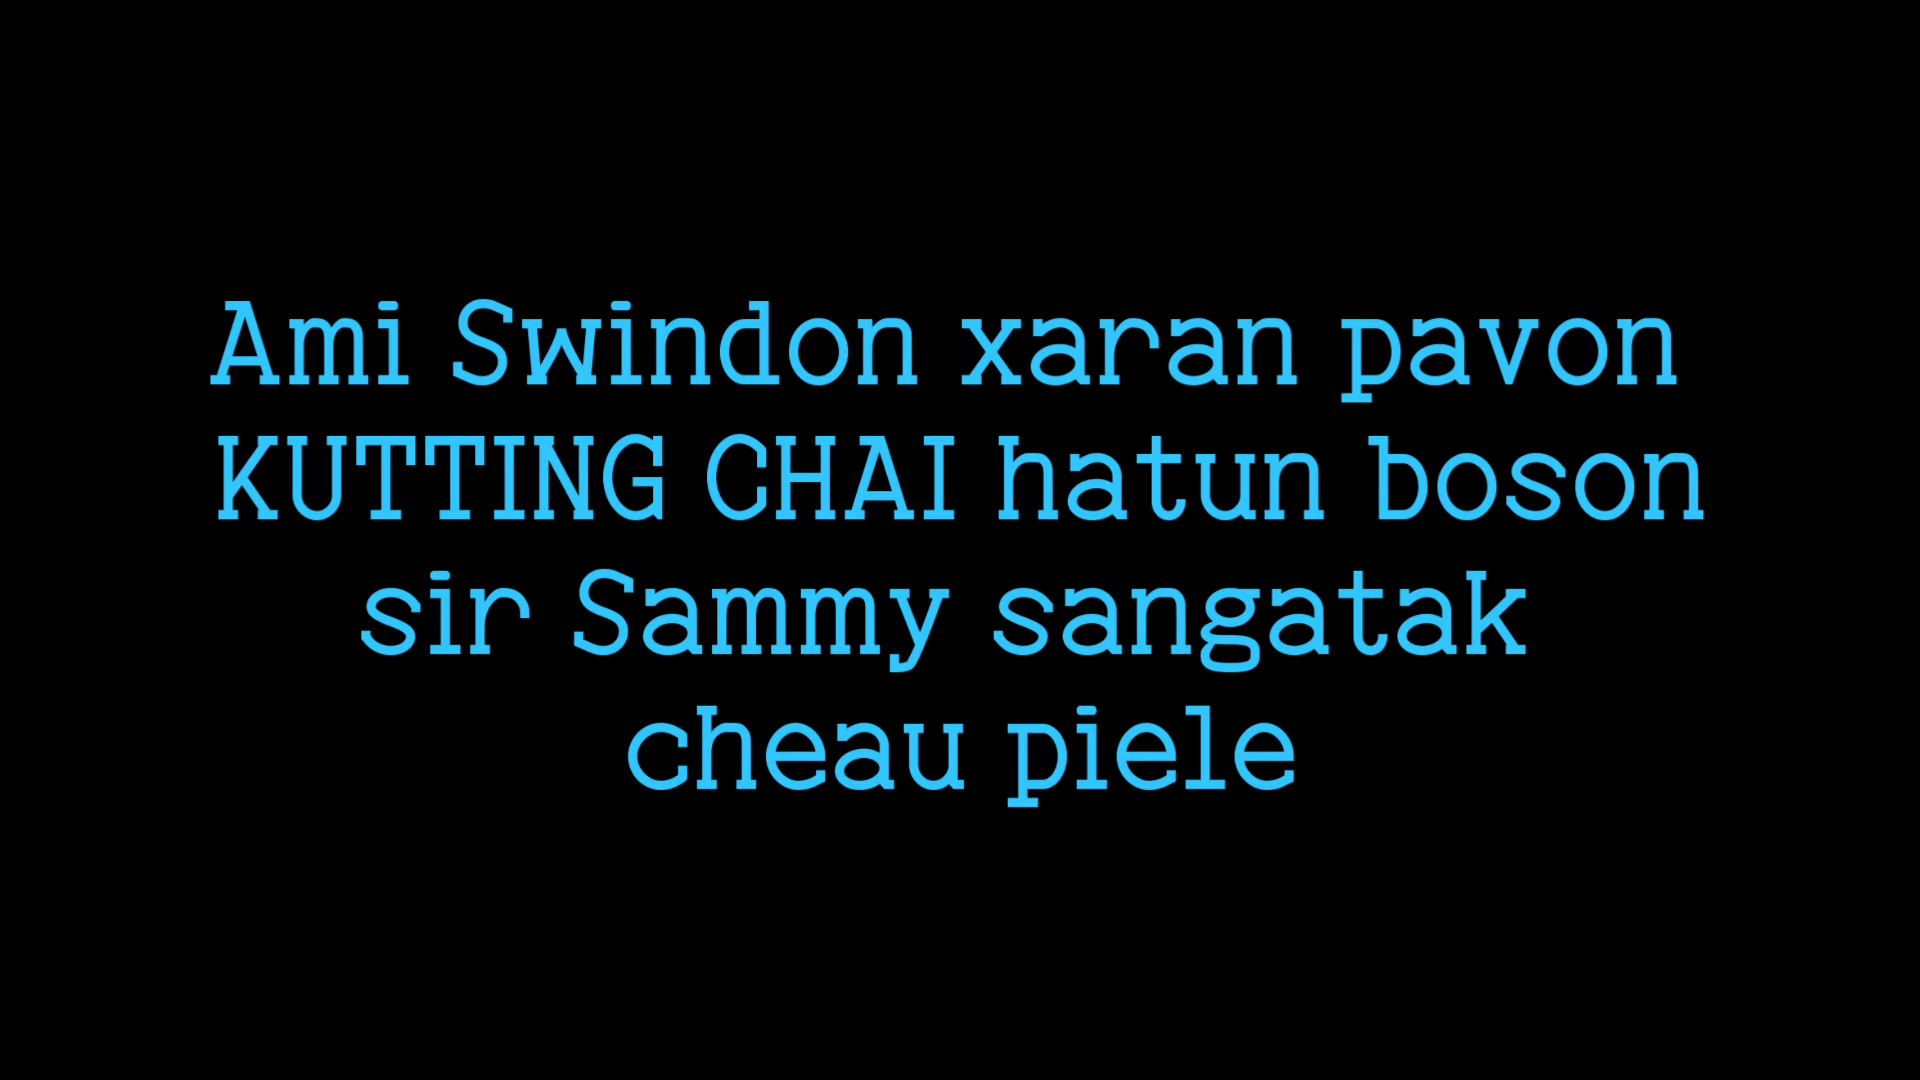 Ami Swindon xaran pavon
KUTTING CHAI hatun boson
sir Sammy sangatak
cheau piele